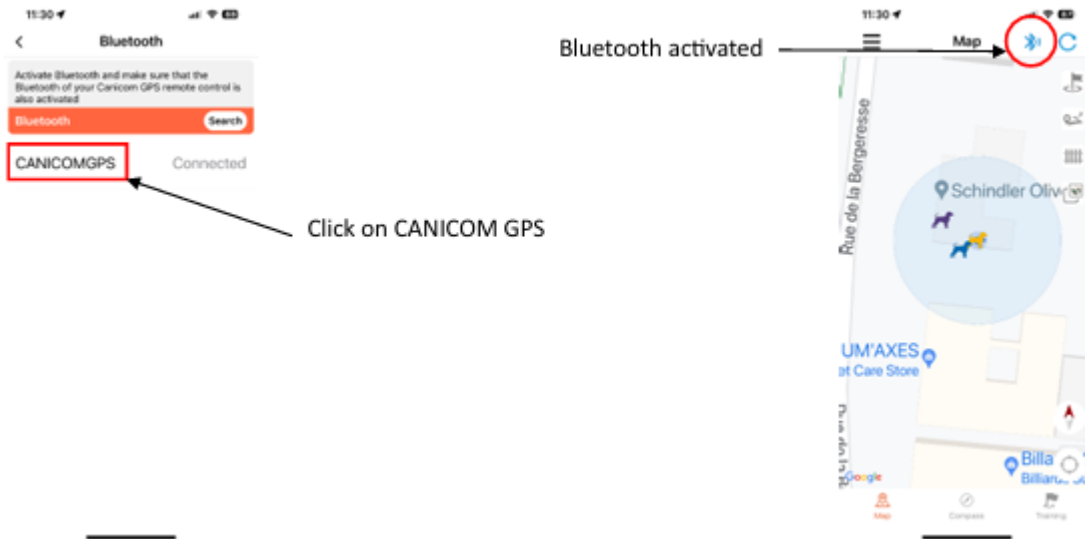 11:30
Bluetooth
Activate Bluetooth and make sure that the
Bluetooth of your Canicom GPS remote control is
also activated
Bluetooth
Search
CANICOMGPS
Connected
Click on CANICOM GPS
Bluetooth activated
11:30
Map
Rue de la Bergeresse
Schindler Oliv
UM'AXES
et Care Store
Billa
Billiard
Google
Map
Compass
Training